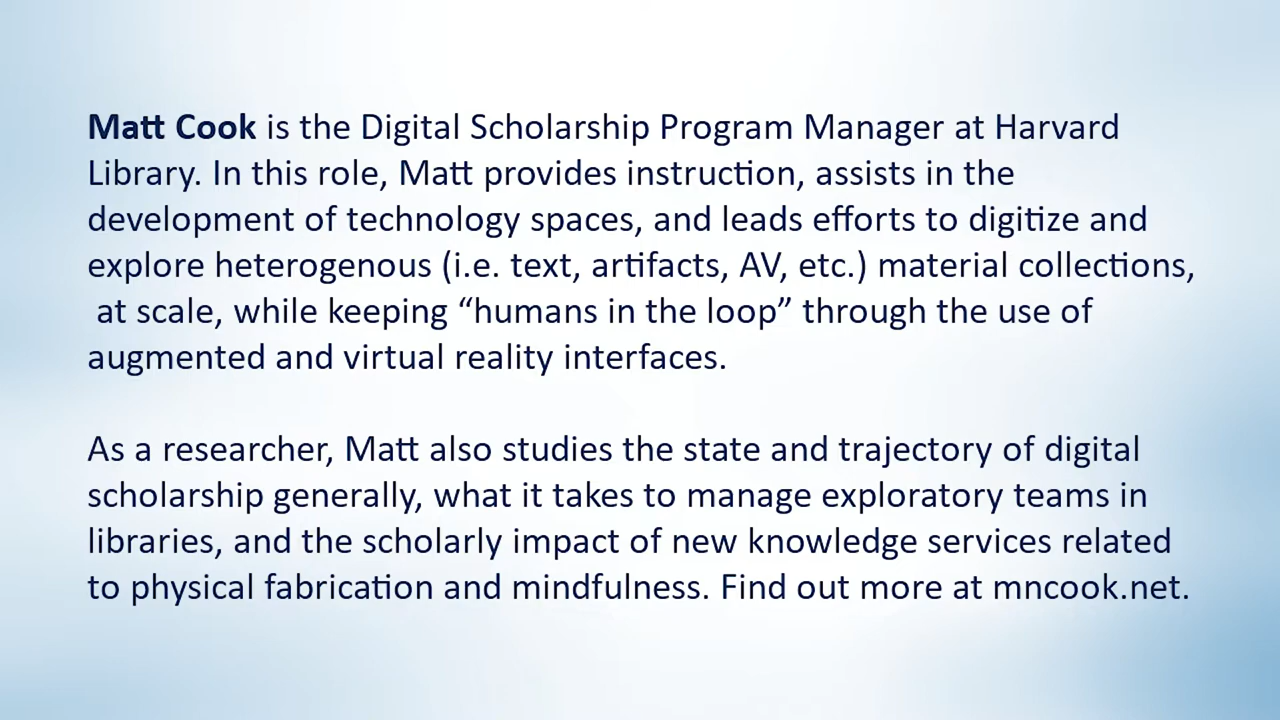 Matt Cook is the Digital Scholarship Program Manager at Harvard
Library. In this role, Matt provides instruction, assists in the
development of technology spaces, and leads efforts to digitize and
explore heterogenous (i.e. text, artifacts, AV, etc.) material collections,
at scale, while keeping “humans in the loop” through the use of
augmented and virtual reality interfaces.
As a researcher, Matt also studies the state and trajectory of digital
scholarship generally, what it takes to manage exploratory teams in
libraries, and the scholarly impact of new knowledge services related
to physical fabrication and mindfulness. Find out more at mncook.net.